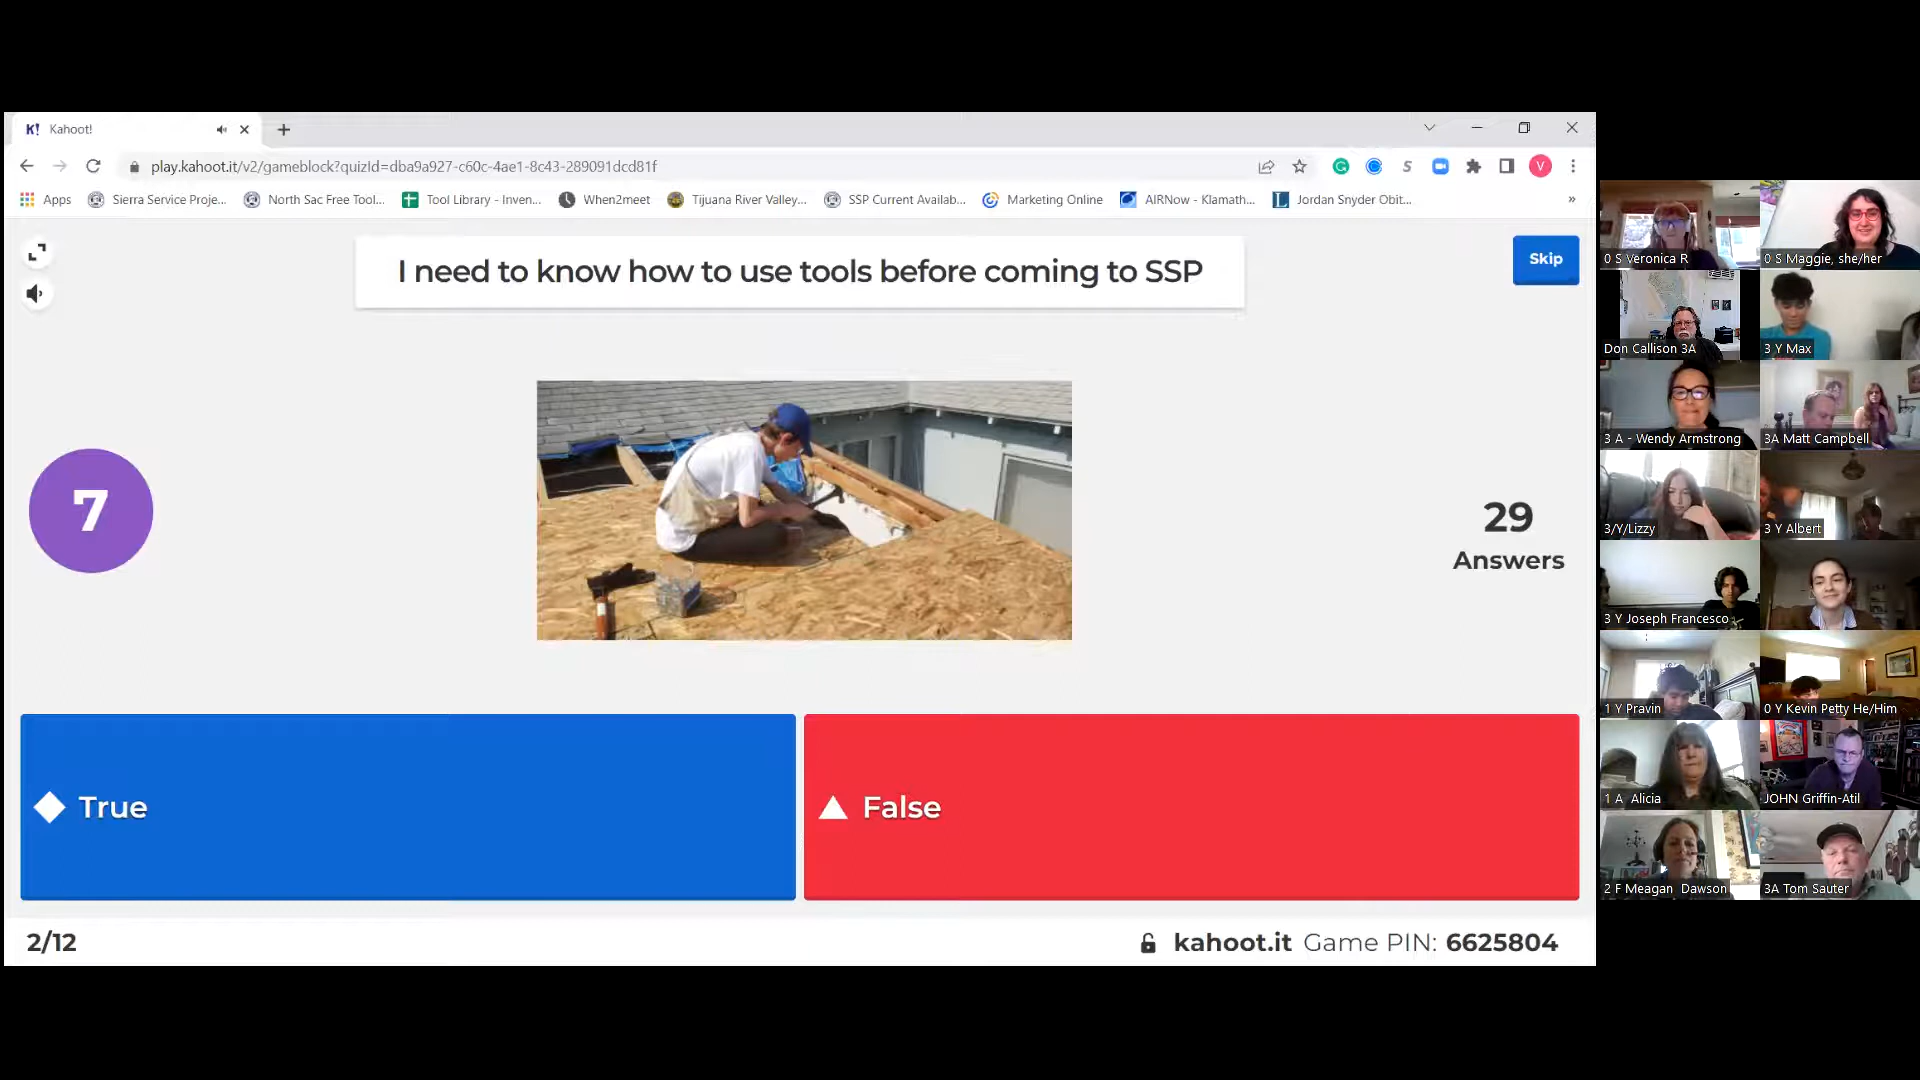 K! Kahoot!
play.kahoot.it/v2/gameblock?quizId=dba9a927-c60c-4ae1-8c43-289091dcd81f
V
Apps
Sierra Service Proje...
North Sac Free Tool...
Tool Library - Inven...
When2meet
Tijuana River Valley...
SSP Current Availab...
Marketing Online
AIRNow - Klamath...
Jordan Snyder Obit...
»
I need to know how to use tools before coming to SSP
Skip
7
29
Answers
True
False
2/12
kahoot.it Game PIN: 6625804
0 S Veronica R
0 S Maggie, she/her
Don Callison 3A
3 Y Max
3 A - Wendy Armstrong
3A Matt Campbell
3/Y/Lizzy
3 Y Albert
3 Y Joseph Francesco
1 Y Pravin
0 Y Kevin Petty He/Him
1 A Alicia
JOHN Griffin-Atil
2 F Meagan Dawson
3A Tom Sauter